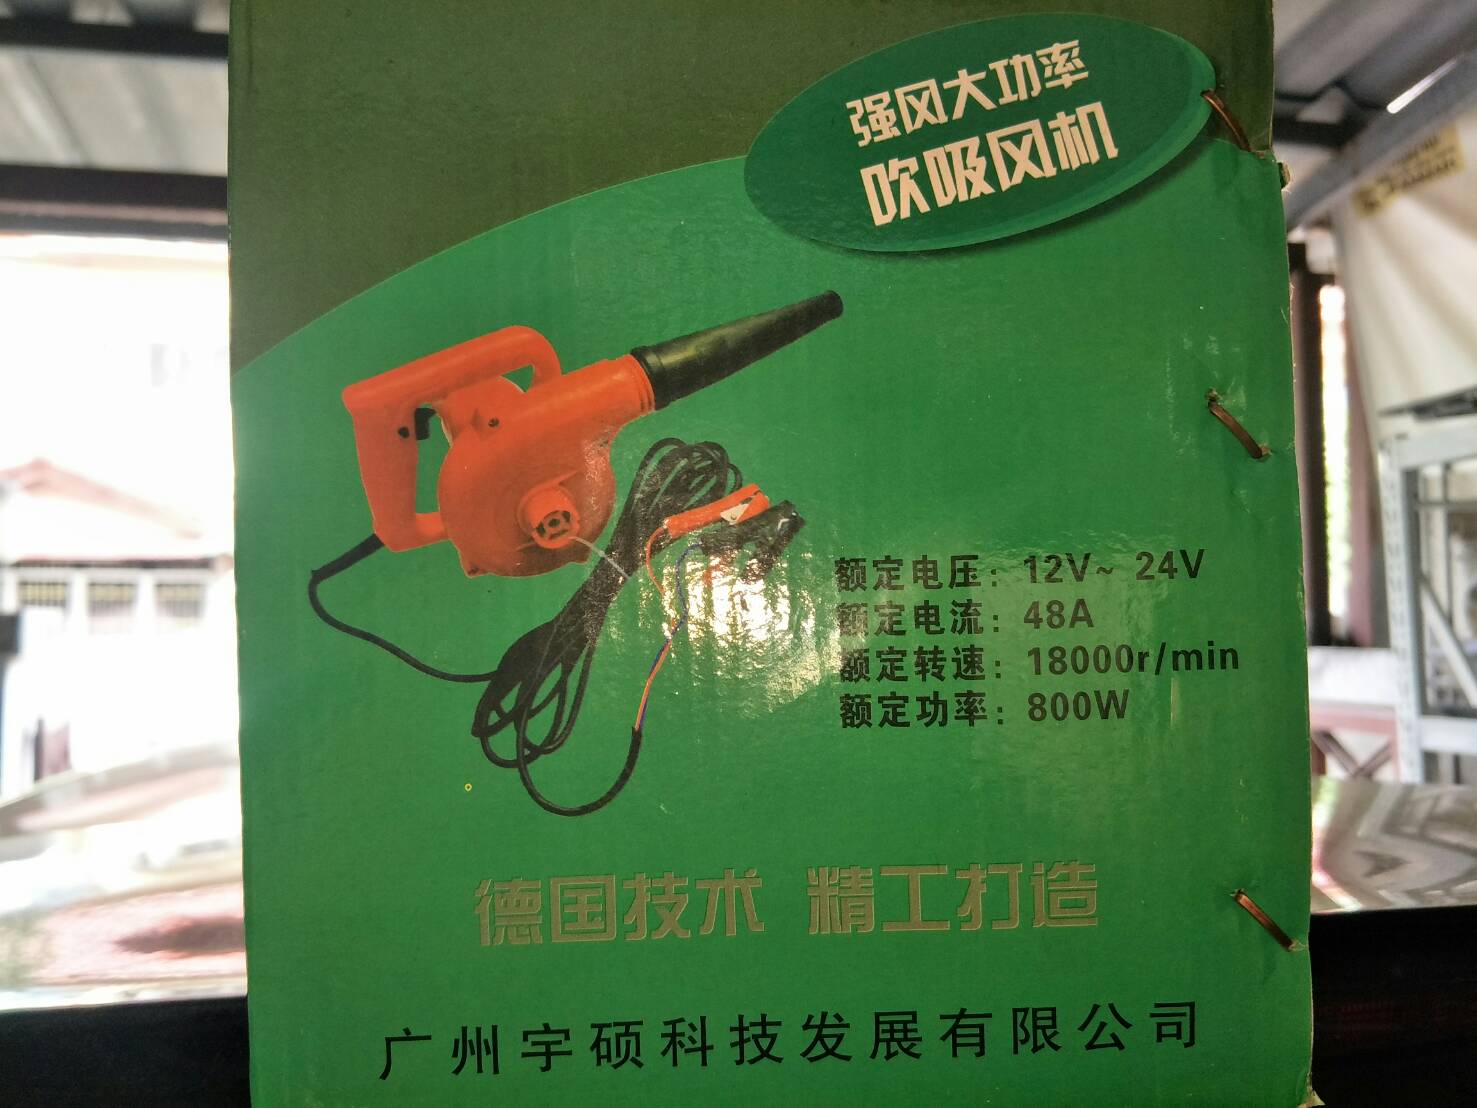 强风大功率
吹吸风机
额定电压: 12V~ 24V
额定电流: 48A
额定转速: 18000r/min
额定功率: 800W
德国技术 精工打造
广州宇硕科技发展有限公司